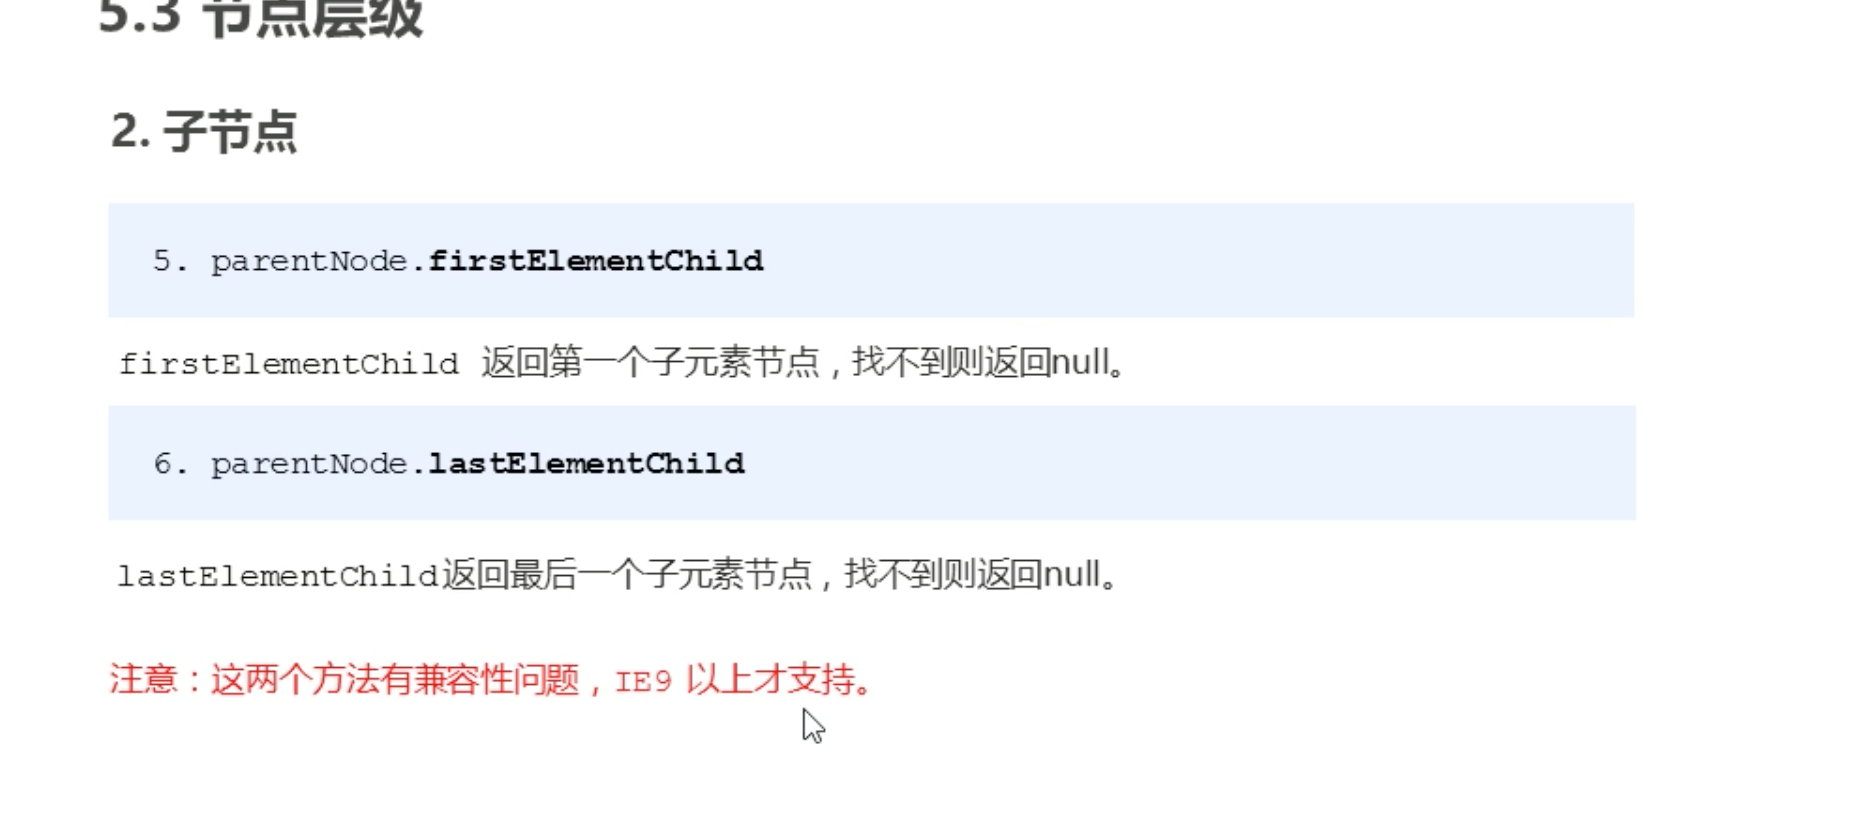 5.3 节点层级
2. 子节点
5. parentNode.firstElementChild
firstElementChild 返回第一个子元素节点，找不到则返回null。
6. parentNode.lastElementChild
lastElementChild返回最后一个子元素节点，找不到则返回null。
注意：这两个方法有兼容性问题，IE9 以上才支持。